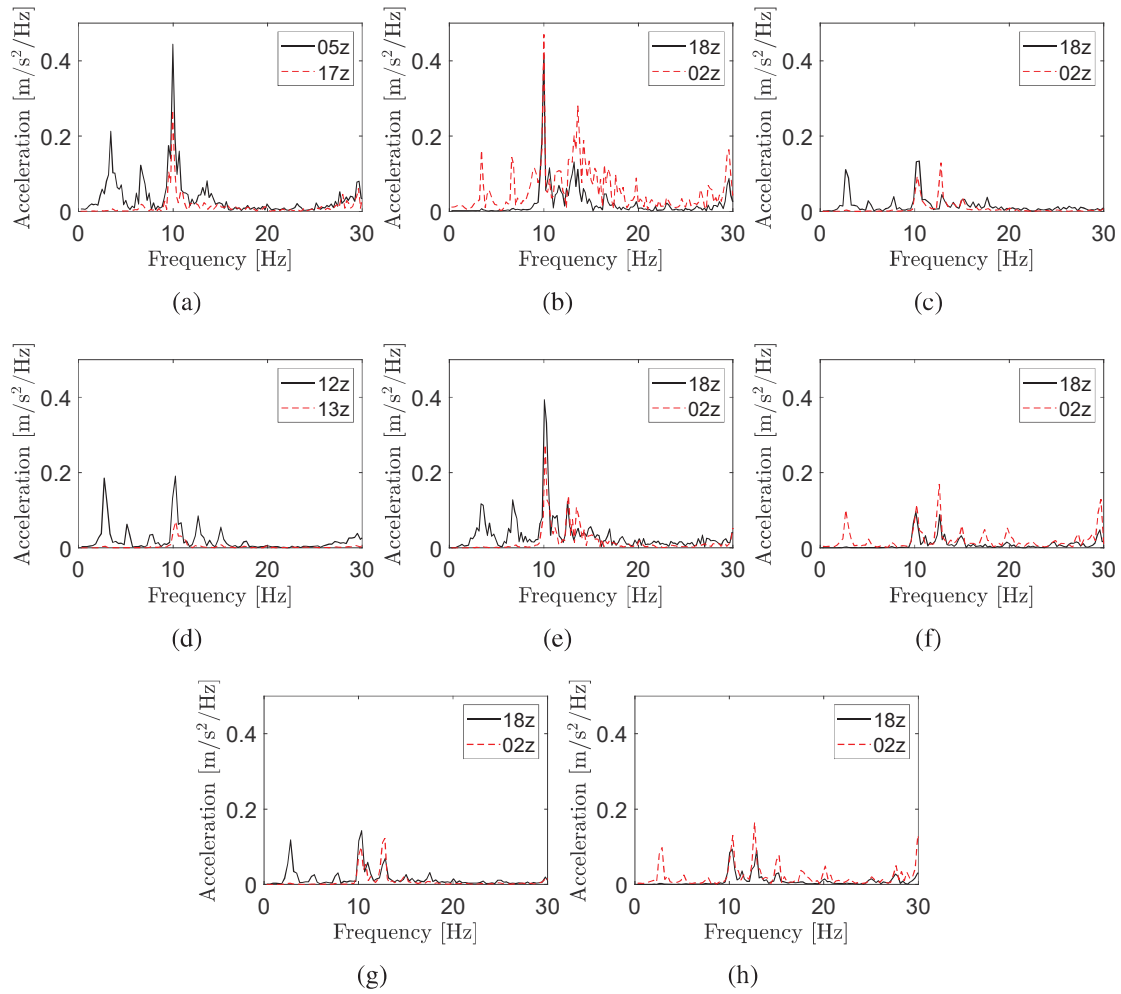 Acceleration [m/s²/Hz]
0.4
0.2
0
05z
17z
0 10 20 30
Frequency [Hz]
(a)
Acceleration [m/s²/Hz]
0.4
0.2
0
18z
02z
0 10 20 30
Frequency [Hz]
(b)
Acceleration [m/s²/Hz]
0.4
0.2
0
18z
02z
0 10 20 30
Frequency [Hz]
(c)
Acceleration [m/s²/Hz]
0.4
0.2
0
12z
13z
0 10 20 30
Frequency [Hz]
(d)
Acceleration [m/s²/Hz]
0.4
0.2
0
18z
02z
0 10 20 30
Frequency [Hz]
(e)
Acceleration [m/s²/Hz]
0.4
0.2
0
18z
02z
0 10 20 30
Frequency [Hz]
(f)
Acceleration [m/s²/Hz]
0.4
0.2
0
18z
02z
0 10 20 30
Frequency [Hz]
(g)
Acceleration [m/s²/Hz]
0.4
0.2
0
18z
02z
0 10 20 30
Frequency [Hz]
(h)